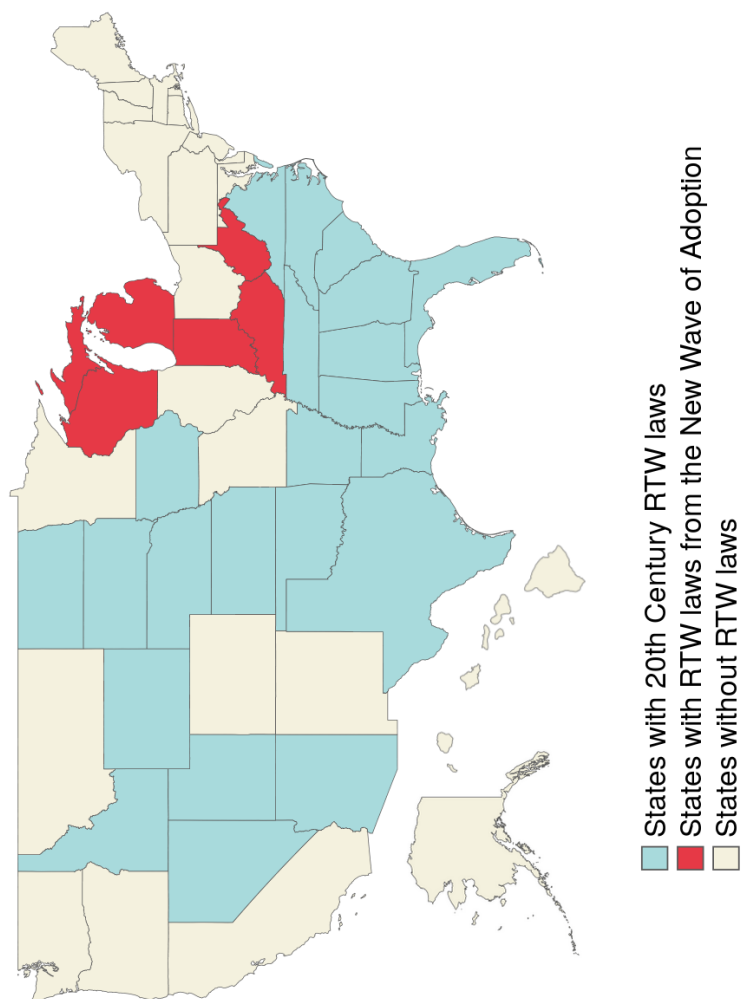 States with 20th Century RTW laws
States with RTW laws from the New Wave of Adoption
States without RTW laws